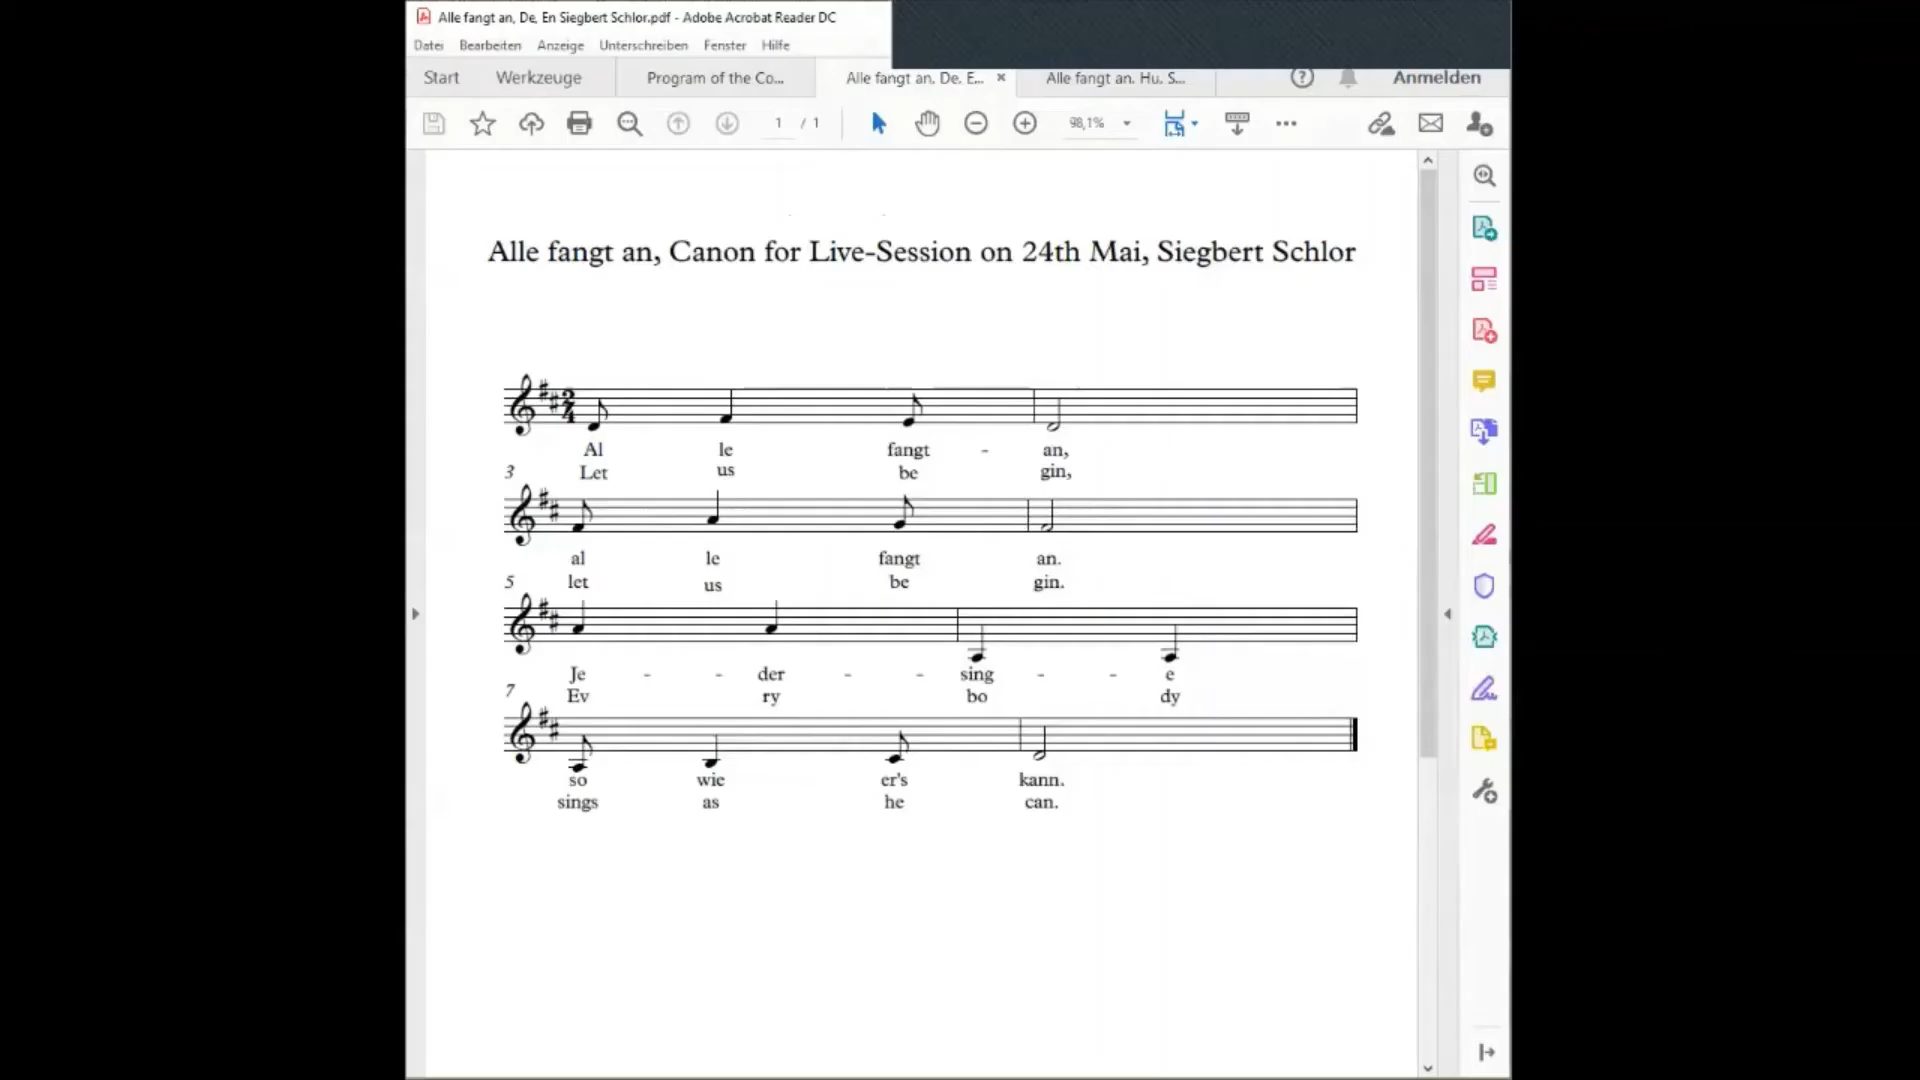 Alle fangt an, De, En Siegbert Schlor.pdf - Adobe Acrobat Reader DC
Datei Bearbeiten Anzeige Unterschreiben Fenster Hilfe
Start Werkzeuge Program of the Co... Alle fangt an. De. E... × Alle fangt an. Hu. S... Anmelden
1 / 1 98,1%
Alle fangt an, Canon for Live-Session on 24th Mai, Siegbert Schlor
2
4
Al le fangt - an,
3 Let us be gin,
al le fangt an.
5 let us be gin.
Je - - der - - sing - - e
7 Ev ry bo dy
so wie er's kann.
sings as he can.